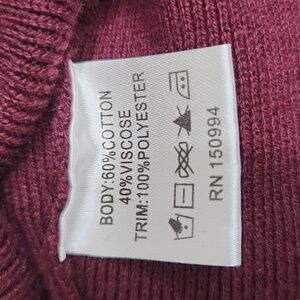 BODY:60%COTTON
40%VISCOSE
TRIM:100%POLYESTER
RN 150994